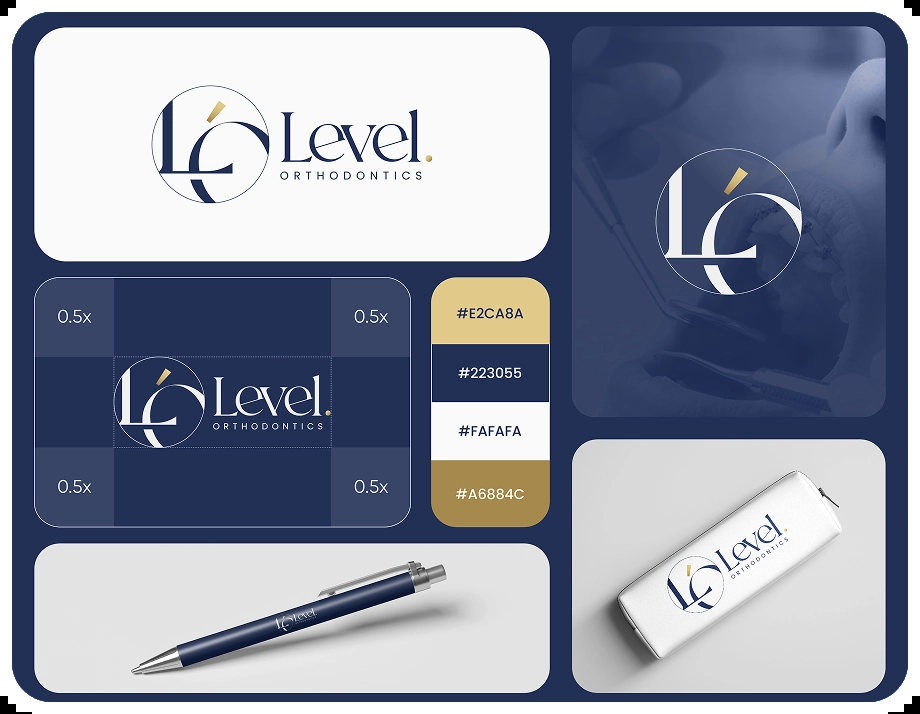 Level.
ORTHODONTICS
0.5x
0.5x
Level.
ORTHODONTICS
0.5x
0.5x
#E2CA8A
#223055
#FAFAFA
#A6884C
Level.
Level.
ORTHODONTICS